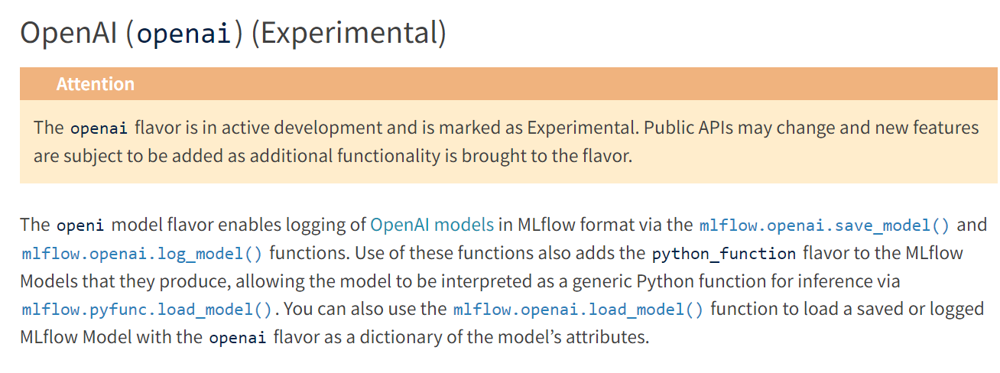 OpenAI (openai) (Experimental)
Attention
The openai flavor is in active development and is marked as Experimental. Public APIs may change and new features
are subject to be added as additional functionality is brought to the flavor.
The openi model flavor enables logging of OpenAI models in MLflow format via the mlflow.openai.save_model() and
mlflow.openai.log_model() functions. Use of these functions also adds the python_function flavor to the MLflow
Models that they produce, allowing the model to be interpreted as a generic Python function for inference via
mlflow.pyfunc.load_model(). You can also use the mlflow.openai.load_model() function to load a saved or logged
MLflow Model with the openai flavor as a dictionary of the model’s attributes.